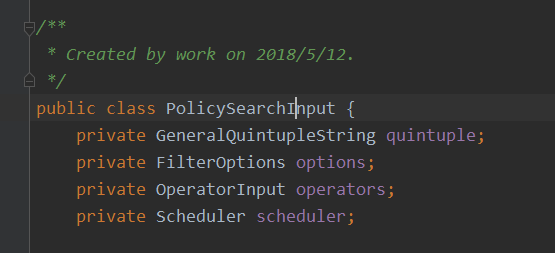 /**
 * Created by work on 2018/5/12.
 */
public class PolicySearchInput {
    private GeneralQuintupleString quintuple;
    private FilterOptions options;
    private OperatorInput operators;
    private Scheduler scheduler;